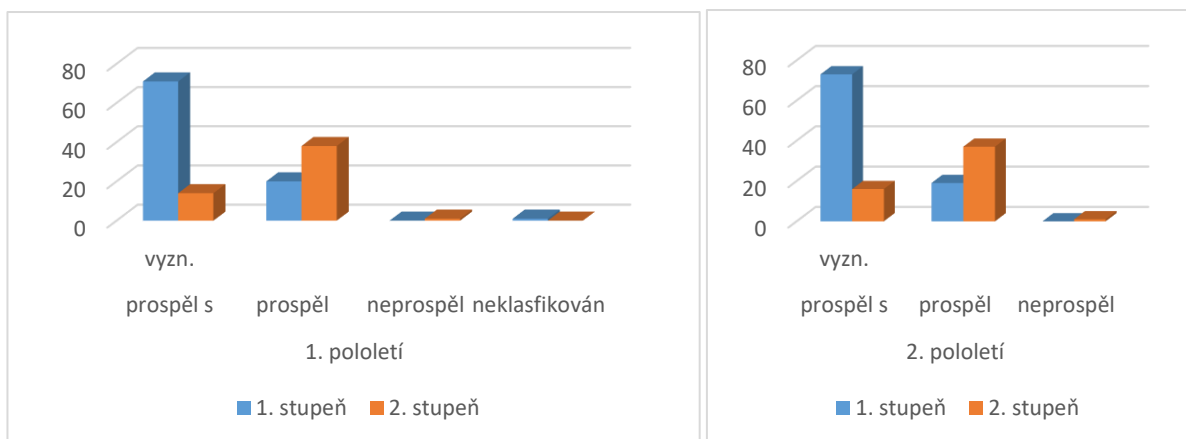 80
60
40
20
0
vyzn.
prospěl s
prospěl
neprospěl
neklasfikován
1. pololetí
1. stupeň
2. stupeň
80
60
40
20
0
vyzn.
prospěl s
prospěl
neprospěl
2. pololetí
1. stupeň
2. stupeň